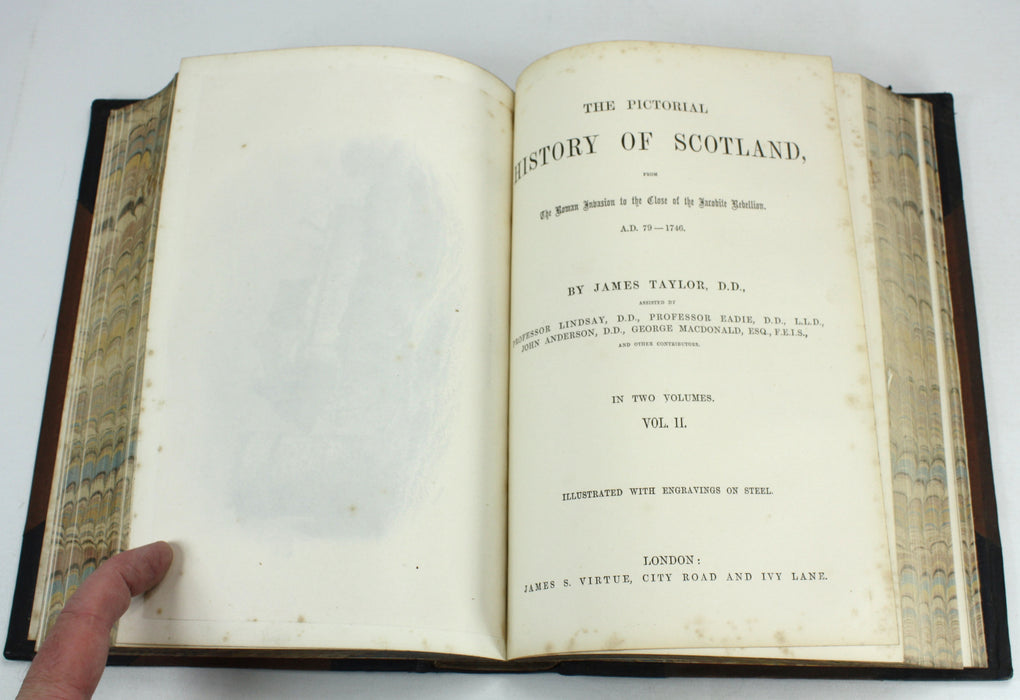 THE PICTORIAL
HISTORY OF SCOTLAND,
FROM
The Roman Invasion to the Close of the Jacobite Rebellion.
A.D. 79—1746.
BY JAMES TAYLOR, D.D.,
ASSISTED BY
PROFESSOR LINDSAY, D.D., PROFESSOR EADIE, D.D., L.L.D.,
JOHN ANDERSON, D.D., GEORGE MACDONALD, ESQ., F.E.I.S.,
AND OTHER CONTRIBUTORS.
IN TWO VOLUMES.
VOL. II.
ILLUSTRATED WITH ENGRAVINGS ON STEEL.
LONDON:
JAMES S. VIRTUE, CITY ROAD AND IVY LANE.